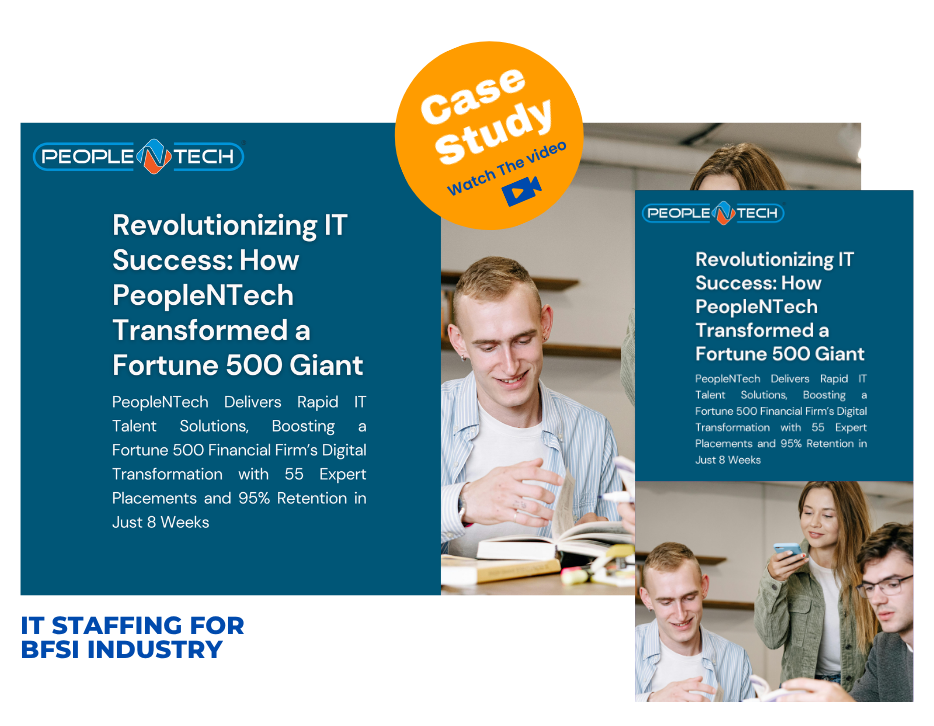 Case
Study
Watch The video
PEOPLE N TECH
Revolutionizing IT
Success: How
PeopleNTech
Transformed a
Fortune 500 Giant
PeopleNTech Delivers Rapid IT
Talent Solutions, Boosting a
Fortune 500 Financial Firm's Digital
Transformation with 55 Expert
Placements and 95% Retention in
Just 8 Weeks
PEOPLE N TECH
Revolutionizing IT
Success: How
PeopleNTech
Transformed a
Fortune 500 Giant
PeopleNTech Delivers Rapid IT
Talent Solutions, Boosting a
Fortune 500 Financial Firm's Digital
Transformation with 55 Expert
Placements and 95% Retention in
Just 8 Weeks
IT STAFFING FOR
BFSI INDUSTRY